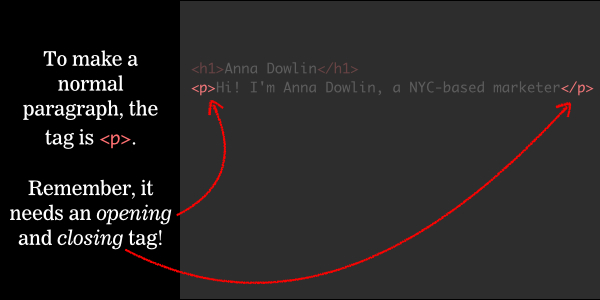 To make a
normal
paragraph, the
tag is <p>.
Remember, it
needs an opening
and closing tag!
<h1>Anna Dowlin</h1>
<p>Hi! I'm Anna Dowlin, a NYC-based marketer</p>